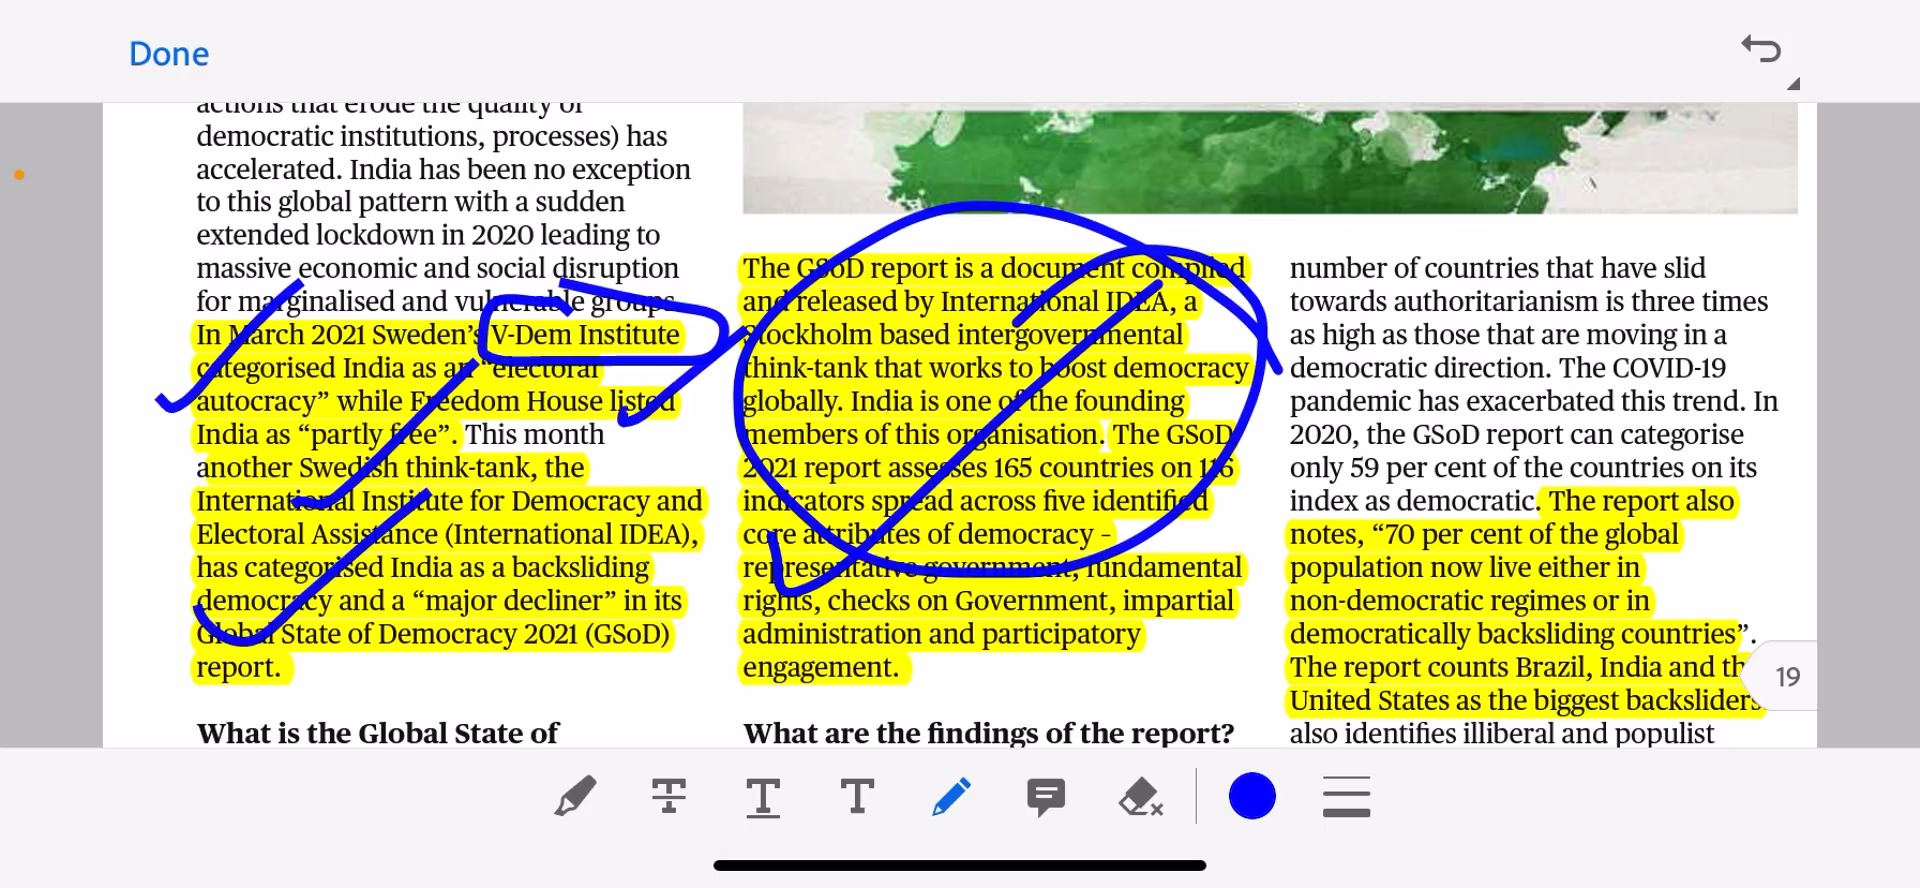 Done
actions that erode the quality of
democratic institutions, processes) has
accelerated. India has been no exception
to this global pattern with a sudden
extended lockdown in 2020 leading to
massive economic and social disruption
for marginalised and vulnerable groups.
In March 2021 Sweden's V-Dem Institute
categorised India as an “electoral
autocracy” while Freedom House listed
India as “partly free”. This month
another Swedish think-tank, the
International Institute for Democracy and
Electoral Assistance (International IDEA),
has categorised India as a backsliding
democracy and a “major decliner” in its
Global State of Democracy 2021 (GSoD)
report.
What is the Global State of
The GSoD report is a document compiled
and released by International IDEA, a
Stockholm based intergovernmental
think-tank that works to boost democracy
globally. India is one of the founding
members of this organisation. The GSoD
2021 report assesses 165 countries on 116
indicators spread across five identified
core attributes of democracy –
representative government, fundamental
rights, checks on Government, impartial
administration and participatory
engagement.
What are the findings of the report?
number of countries that have slid
towards authoritarianism is three times
as high as those that are moving in a
democratic direction. The COVID-19
pandemic has exacerbated this trend. In
2020, the GSoD report can categorise
only 59 per cent of the countries on its
index as democratic. The report also
notes, “70 per cent of the global
population now live either in
non-democratic regimes or in
democratically backsliding countries”.
The report counts Brazil, India and the
United States as the biggest backsliders.
also identifies illiberal and populist
19